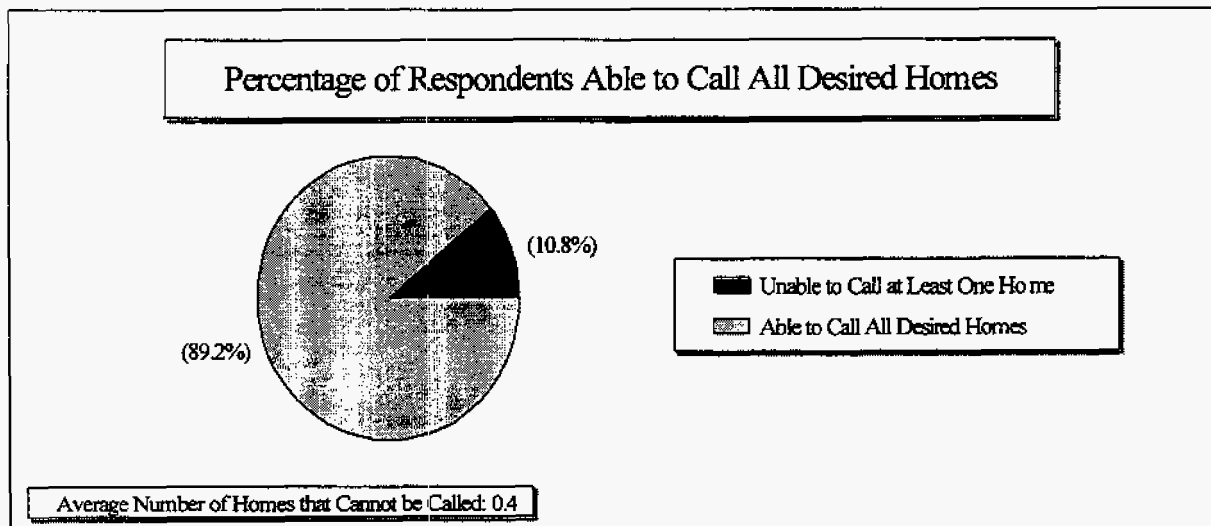 Percentage of Respondents Able to Call All Desired Homes
(10.8%)
Unable to Call at Least One Home
Able to Call All Desired Homes
(89.2%)
Average Number of Homes that Cannot be Called: 0.4